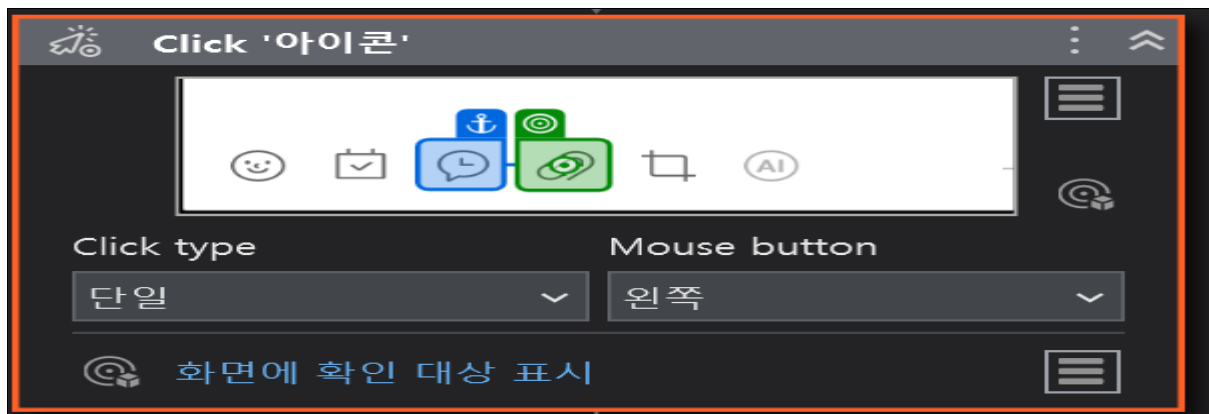 Click '아이콘'
AI
Click type
Mouse button
단일
왼쪽
화면에 확인 대상 표시